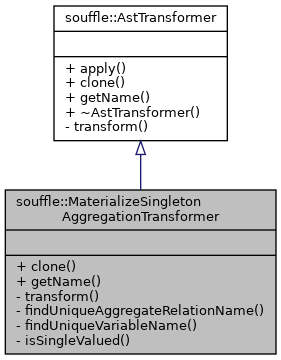 souffle::AstTransformer
+ apply()
+ clone()
+ getName()
+ ~AstTransformer()
- transform()
souffle::MaterializeSingleton
AggregationTransformer
+ clone()
+ getName()
- transform()
- findUniqueAggregateRelationName()
- findUniqueVariableName()
- isSingleValued()